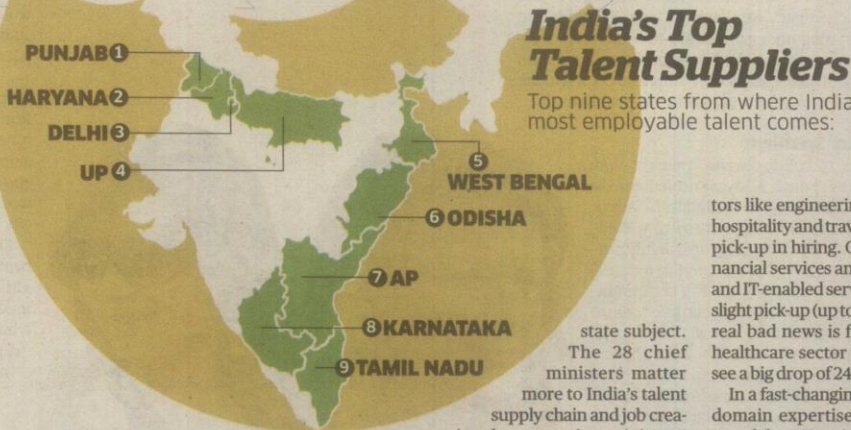 India's Top
Talent Suppliers
Top nine states from where India
most employable talent comes:
PUNJAB 1
HARYANA 2
DELHI 3
UP 4
5
WEST BENGAL
6 ODISHA
7 AP
8 KARNATAKA
9 TAMIL NADU
state subject.
The 28 chief
ministers matter
more to India's talent
supply chain and job crea-
tors like engineerin
hospitality and trav
pick-up in hiring. 
nancial services an
and IT-enabled serv
slight pick-up (up to
real bad news is f
healthcare sector
see a big drop of 24
In a fast-changin
domain expertise